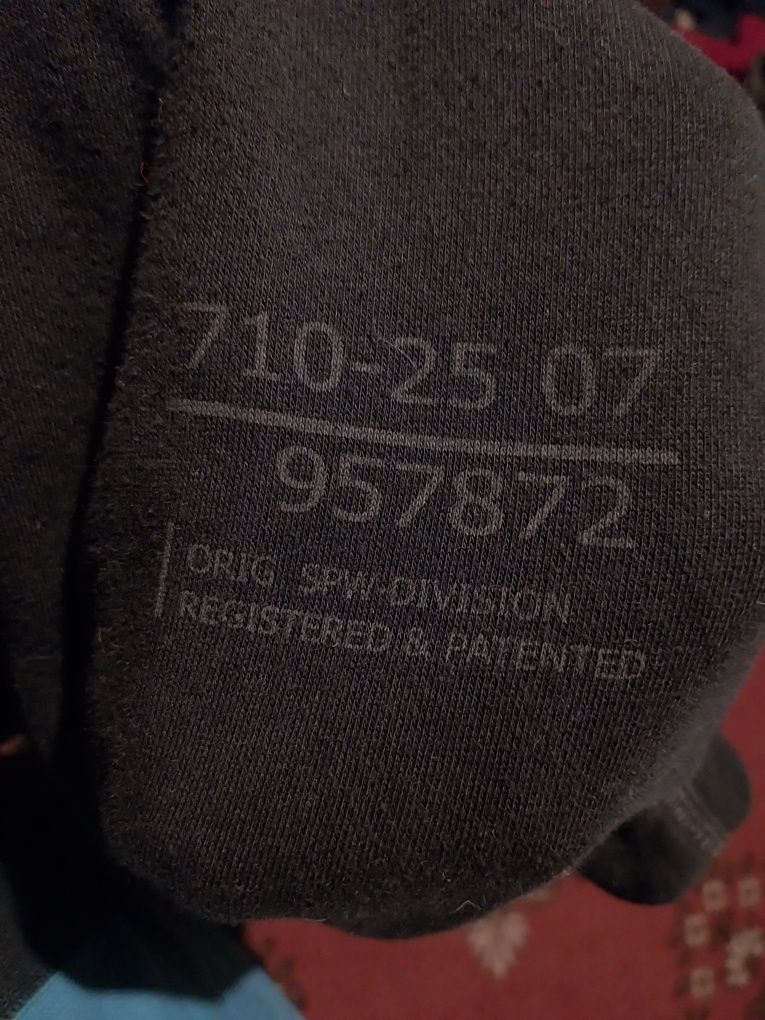 710-25 07
957872
ORIG. SPW-DIVISION
REGISTERED & PATENTED